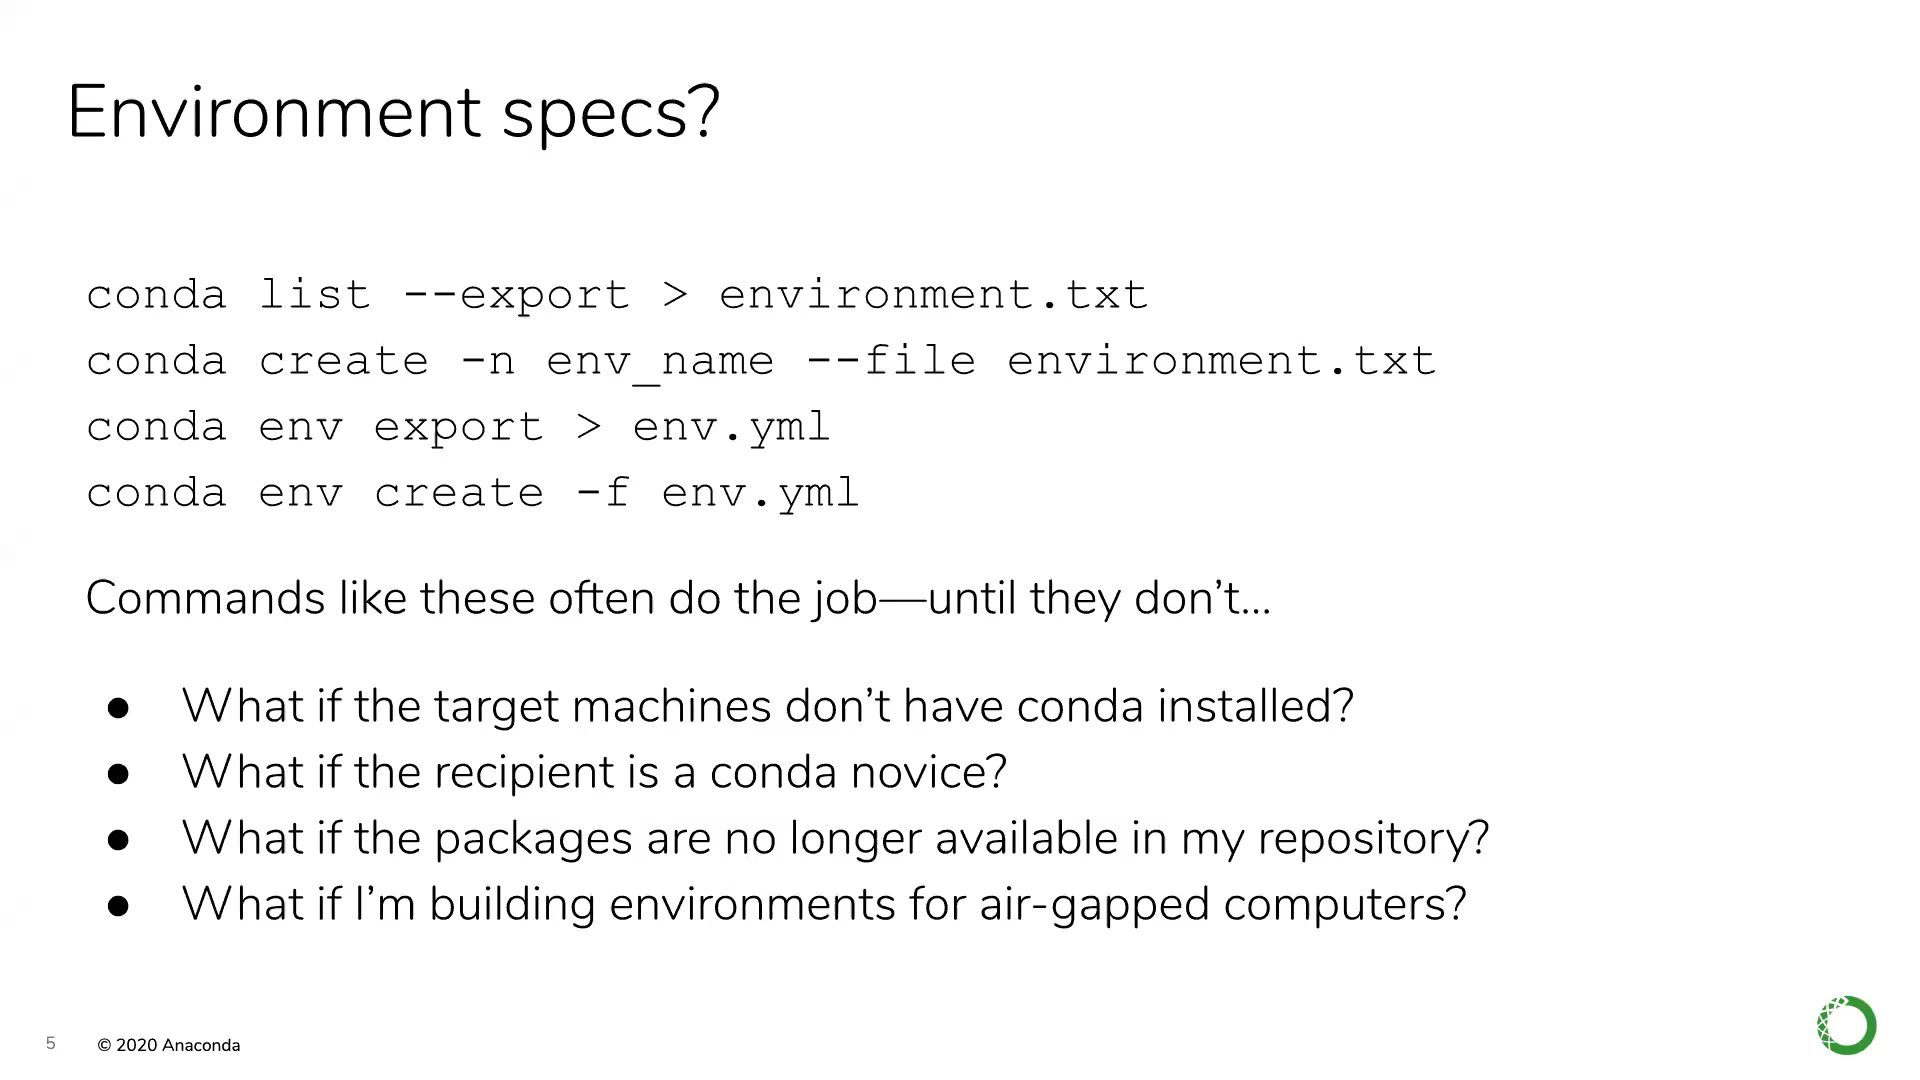 Environment specs?
conda list --export > environment.txt
conda create -n env_name --file environment.txt
conda env export > env.yml
conda env create -f env.yml
Commands like these often do the job—until they don’t...
● What if the target machines don’t have conda installed?
● What if the recipient is a conda novice?
● What if the packages are no longer available in my repository?
● What if I’m building environments for air-gapped computers?
5 © 2020 Anaconda